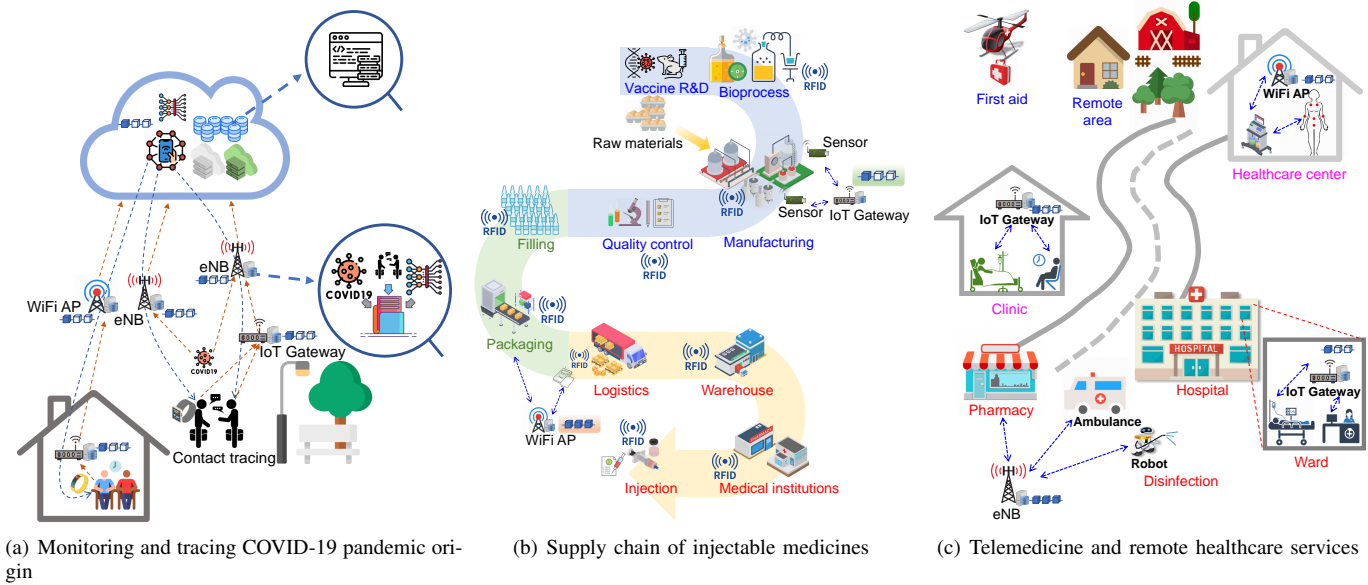 WiFi AP
eNB
eNB
COVID19
COVID19
IoT Gateway
Contact tracing
(a) Monitoring and tracing COVID-19 pandemic ori-
gin
Vaccine R&D
Bioprocess
RFID
Raw materials
Sensor
Sensor
IoT Gateway
RFID
RFID
Filling
Quality control
Manufacturing
RFID
RFID
Packaging
RFID
Logistics
RFID
Warehouse
WiFi AP
RFID
Injection
RFID
Medical institutions
(b) Supply chain of injectable medicines
First aid
Remote
area
WiFi AP
Healthcare center
IoT Gateway
Clinic
HOSPITAL
Hospital
Pharmacy
Ambulance
IoT Gateway
Robot
Disinfection
Ward
eNB
(c) Telemedicine and remote healthcare services